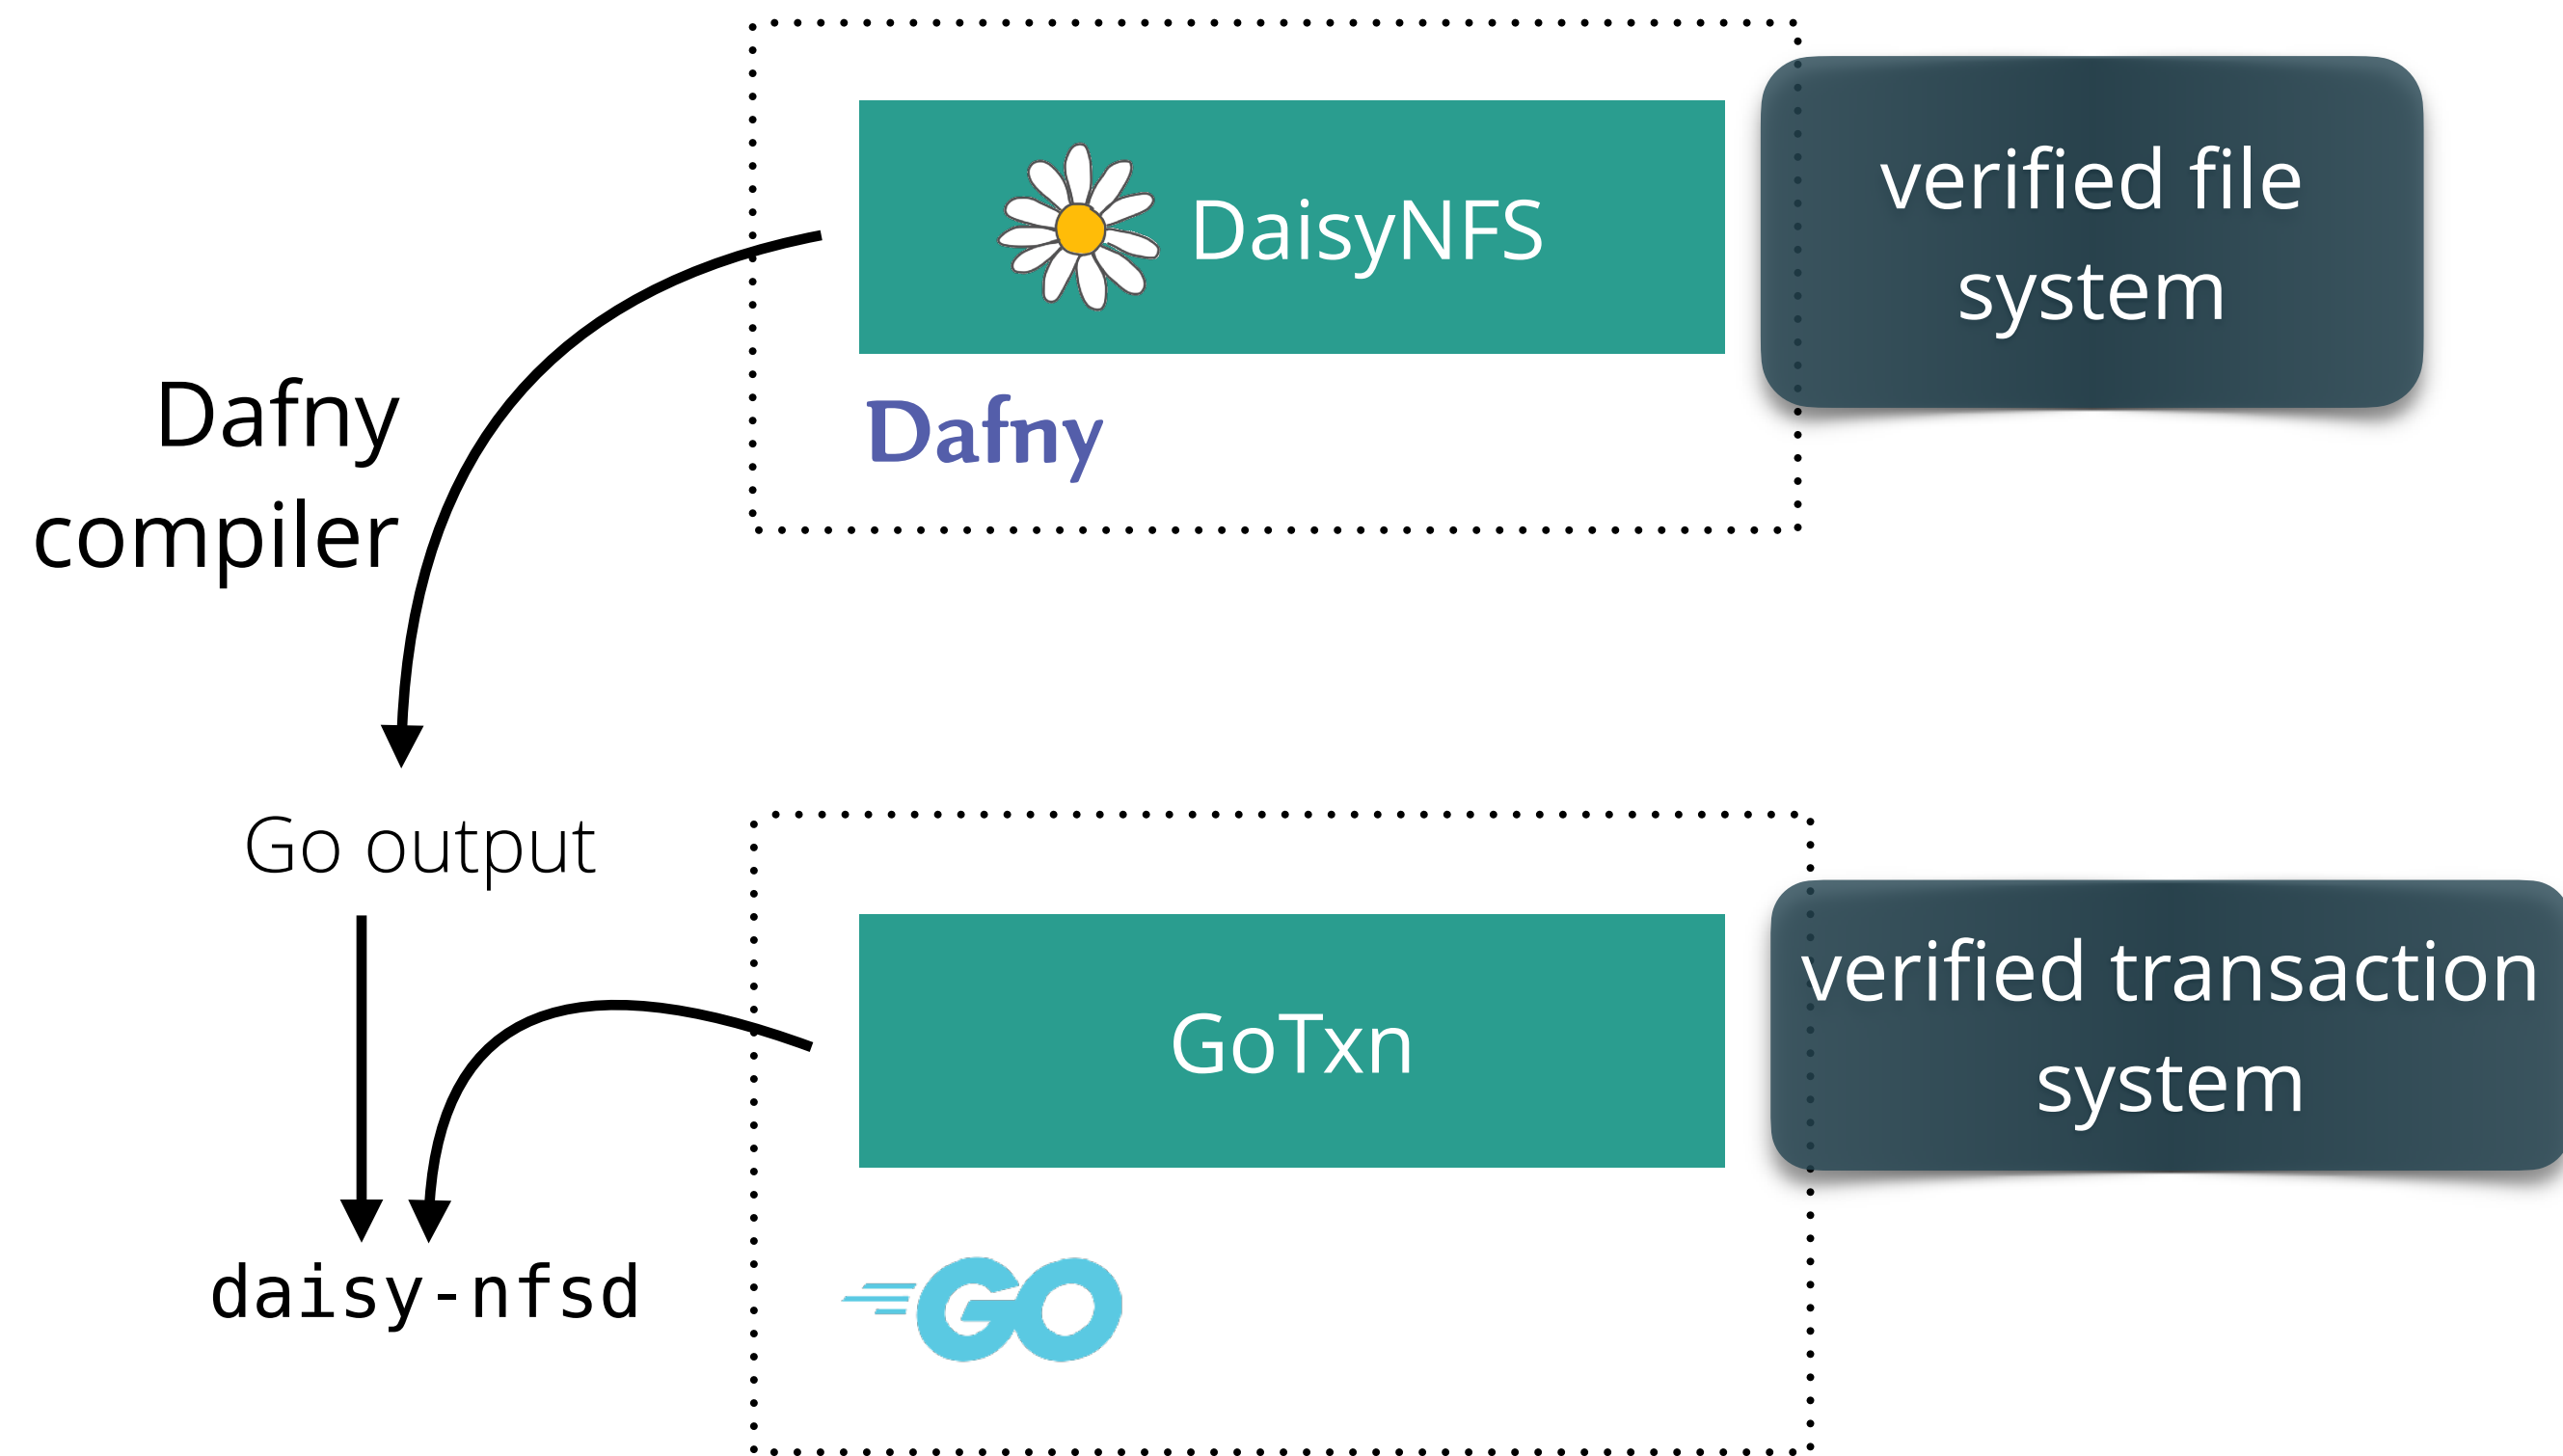 DaisyNFS
verified file
system
Dafny
Dafny
compiler
Go output
GoTxn
verified transaction
system
GO
daisy-nfsd